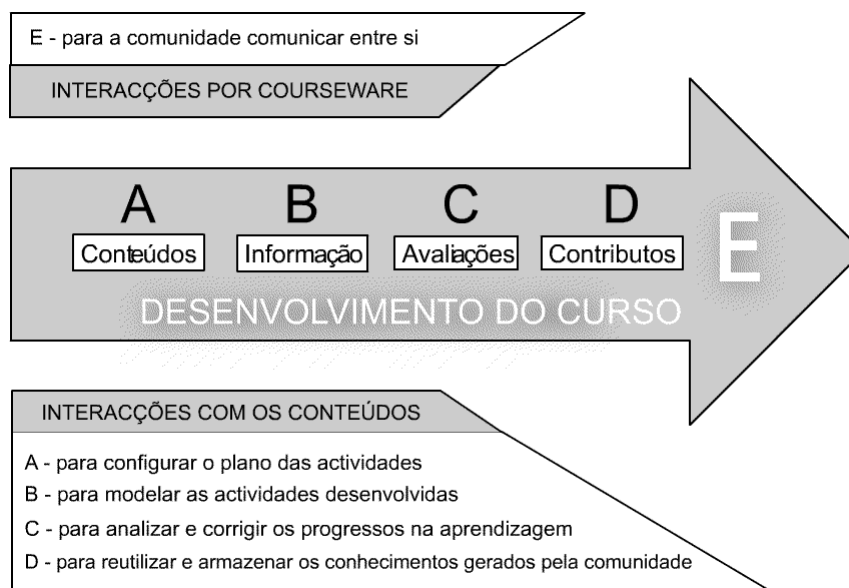 E - para a comunidade comunicar entre si
INTERACÇÕES POR COURSEWARE
A B C D
E
Conteúdos Informação Avaliações Contributos
DESENVOLVIMENTO DO CURSO
INTERACÇÕES COM OS CONTEÚDOS
A - para configurar o plano das actividades
B - para modelar as actividades desenvolvidas
C - para analizar e corrigir os progressos na aprendizagem
D - para reutilizar e armazenar os conhecimentos gerados pela comunidade